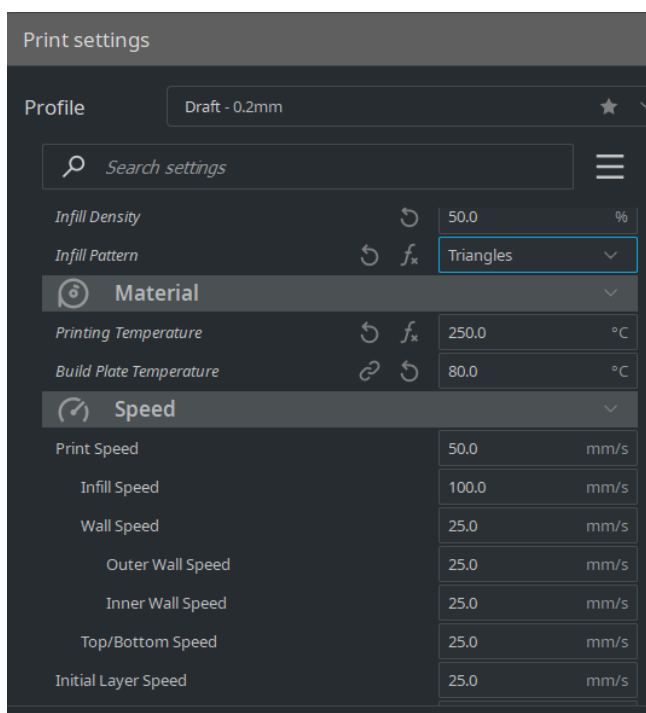 Print settings
Profile Draft - 0.2mm
Search settings
Infill Density 50.0 %
Infill Pattern fx Triangles
Material
Printing Temperature fx 250.0 °C
Build Plate Temperature 80.0 °C
Speed
Print Speed 50.0 mm/s
Infill Speed 100.0 mm/s
Wall Speed 25.0 mm/s
Outer Wall Speed 25.0 mm/s
Inner Wall Speed 25.0 mm/s
Top/Bottom Speed 25.0 mm/s
Initial Layer Speed 25.0 mm/s